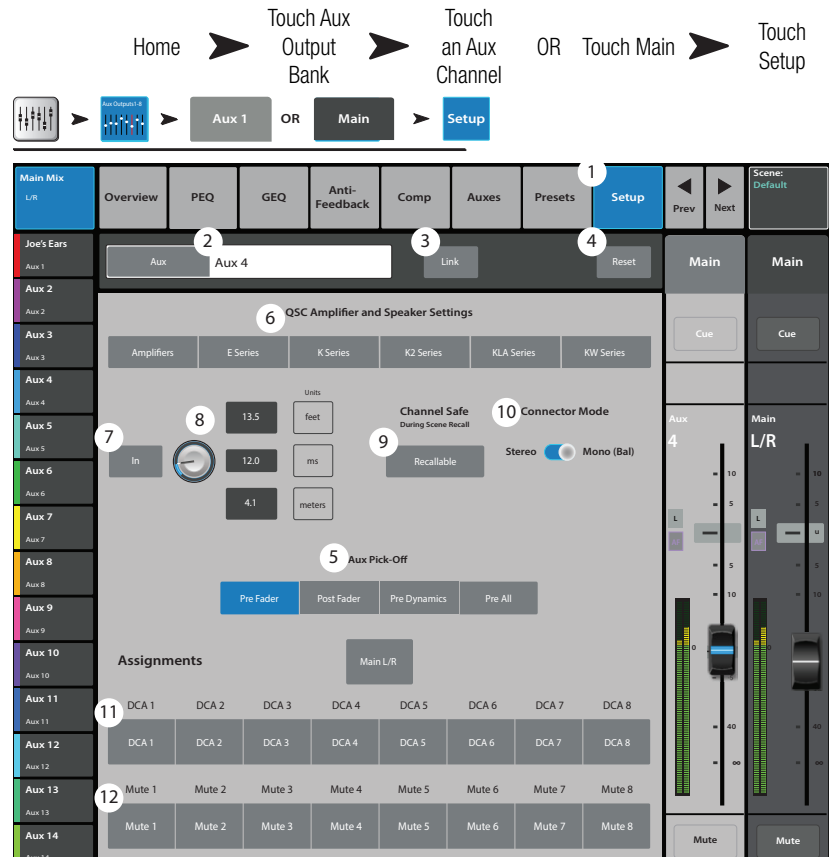 Home
Touch Aux
Output
Bank
Touch
an Aux
Channel
OR
Touch Main
Touch
Setup
Aux Outputs1-8
Aux 1
OR
Main
Setup
Main Mix
L/R
Overview
PEQ
GEQ
Anti-
Feedback
Comp
Auxes
Presets
1
Setup
Prev
Next
Scene:
Default
Joe's Ears
Aux 1
Aux 2
Aux 2
Aux 3
Aux 3
Aux 4
Aux 4
Aux 5
Aux 5
Aux 6
Aux 6
Aux 7
Aux 7
Aux 8
Aux 8
Aux 9
Aux 9
Aux 10
Aux 10
Aux 11
Aux 11
Aux 12
Aux 12
Aux 13
Aux 13
Aux 14
2
Aux
Aux 4
3
Link
4
Reset
6
QSC Amplifier and Speaker Settings
Amplifiers
E Series
K Series
K2 Series
KLA Series
KW Series
7
In
8
Units
13.5
feet
12.0
ms
4.1
meters
Channel Safe
During Scene Recall
9
Recallable
10
Connector Mode
Stereo
Mono (Bal)
5
Aux Pick-Off
Pre Fader
Post Fader
Pre Dynamics
Pre All
Assignments
Main L/R
11
DCA 1 DCA 2 DCA 3 DCA 4 DCA 5 DCA 6 DCA 7 DCA 8
DCA 1 DCA 2 DCA 3 DCA 4 DCA 5 DCA 6 DCA 7 DCA 8
12
Mute 1 Mute 2 Mute 3 Mute 4 Mute 5 Mute 6 Mute 7 Mute 8
Mute 1 Mute 2 Mute 3 Mute 4 Mute 5 Mute 6 Mute 7 Mute 8
Main
Cue
Aux
4
10
5
L
5
10
0
40
∞
Mute
Main
Cue
Main
L/R
10
5
L
u
5
10
0
40
∞
Mute